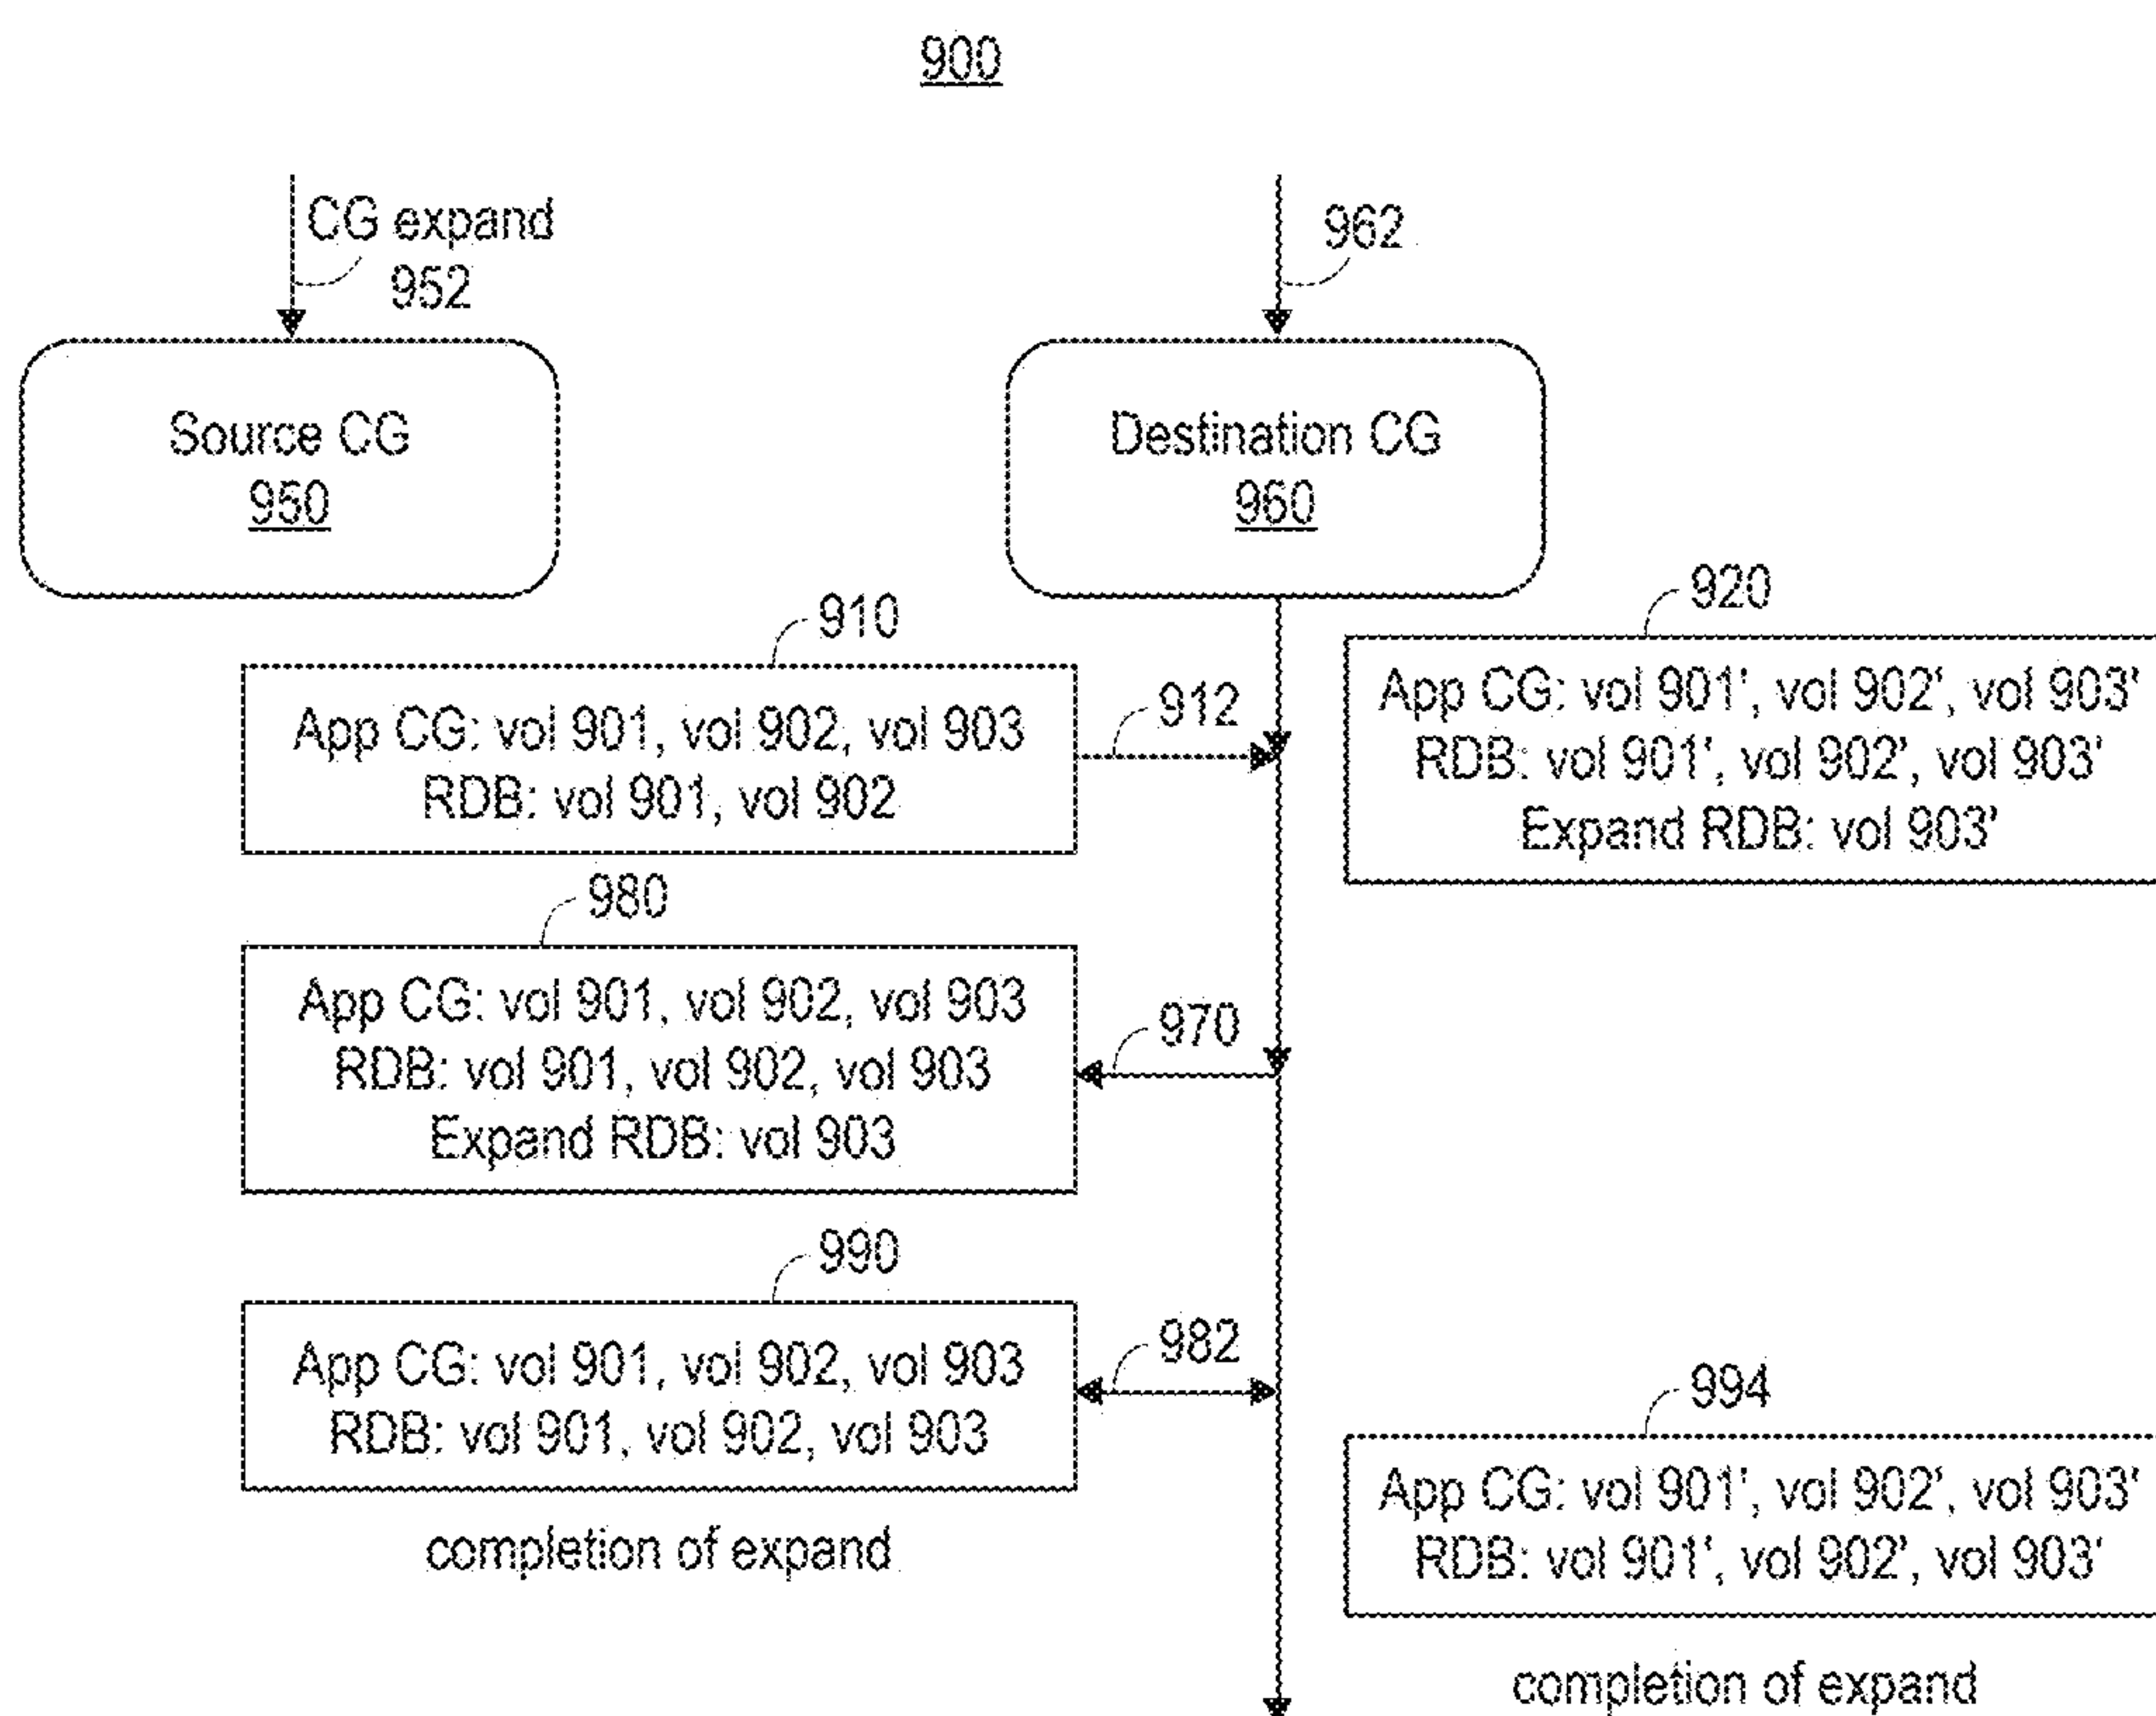 900
CG expand
952
962
Source CG
950
Destination CG
960
910
App CG: vol 901, vol 902, vol 903
RDB: vol 901, vol 902
912
920
App CG: vol 901', vol 902', vol 903'
RDB: vol 901', vol 902', vol 903'
Expand RDB: vol 903'
980
App CG: vol 901, vol 902, vol 903
RDB: vol 901, vol 902, vol 903
Expand RDB: vol 903
970
990
App CG: vol 901, vol 902, vol 903
RDB: vol 901, vol 902, vol 903
982
completion of expand
994
App CG: vol 901', vol 902', vol 903'
RDB: vol 901', vol 902', vol 903'
completion of expand